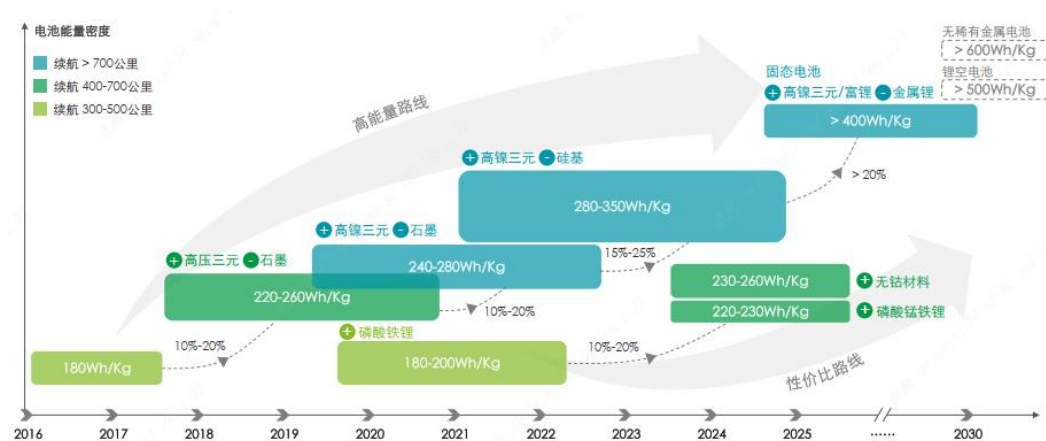 电池能量密度
续航 > 700公里
续航 400-700公里
续航 300-500公里
高能量路线
无稀有金属电池
> 600Wh/Kg
锂空电池
> 500Wh/Kg
固态电池
+ 高镍三元/富锂 - 金属锂
> 400Wh/Kg
> 20%
+ 高镍三元 - 硅基
280-350Wh/Kg
15%-25%
+ 高镍三元 - 石墨
240-280Wh/Kg
10%-20%
+ 高压三元 - 石墨
220-260Wh/Kg
10%-20%
180Wh/Kg
+ 磷酸铁锂
180-200Wh/Kg
10%-20%
230-260Wh/Kg
+ 无钴材料
220-230Wh/Kg
+ 磷酸锰铁锂
性价比路线
2016 2017 2018 2019 2020 2021 2022 2023 2024 2025 ...... 2030